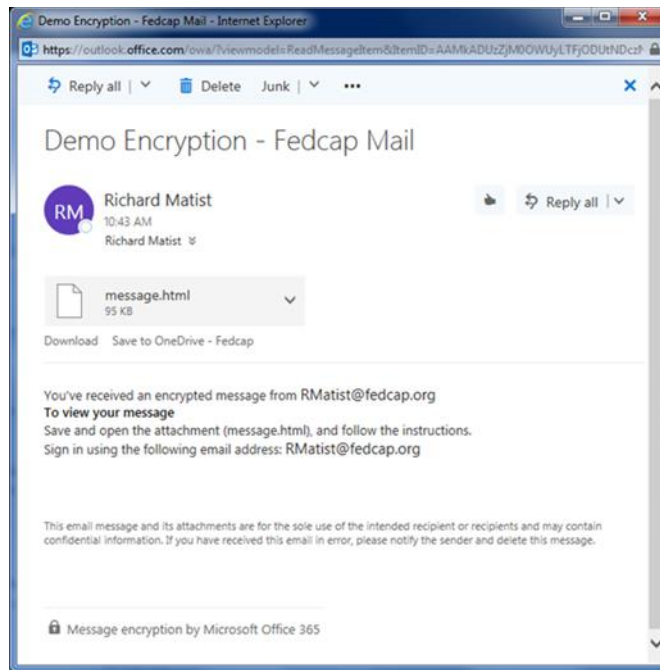 Demo Encryption - Fedcap Mail - Internet Explorer
https://outlook.office.com/owa/?viewmodel=ReadMessageItem&ItemID=
Reply all | Delete Junk | •••
Demo Encryption - Fedcap Mail
RM
Richard Matist
10:43 AM
Richard Matist
Reply all |
message.html
95 KB
Download Save to OneDrive - Fedcap
You've received an encrypted message from RMatist@fedcap.org
To view your message
Save and open the attachment (message.html), and follow the instructions.
Sign in using the following email address: RMatist@fedcap.org
This email message and its attachments are for the sole use of the intended recipient or recipients and may contain
confidential information. If you have received this email in error, please notify the sender and delete this message.
Message encryption by Microsoft Office 365